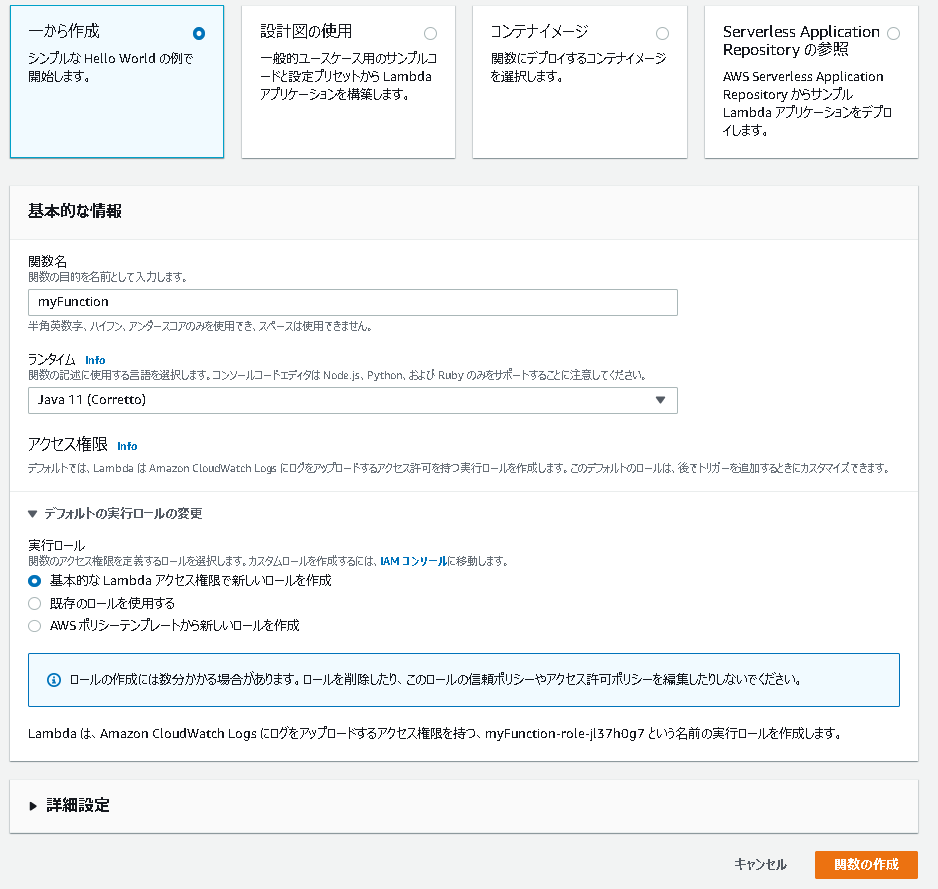 一から作成
シンプルな Hello World の例で
開始します。
設計図の使用
一般的ユースケース用のサンプルコ
ードと設定プリセットから Lambda
アプリケーションを構築します。
コンテナイメージ
関数にデプロイするコンテナイメージ
を選択します。
Serverless Application
Repository の参照
AWS Serverless Application
Repository からサンプル
Lambda アプリケーションをデプロ
イします。
基本的な情報
関数名
関数の目的を名前として入力します。
myFunction
半角英数字、ハイフン、アンダースコアのみを使用でき、スペースは使用できません。
ランタイム Info
関数の記述に使用する言語を選択します。コンソールコードエディタは Node.js、Python、および Ruby のみをサポートすることに注意してください。
Java 11 (Corretto)
アクセス権限 Info
デフォルトでは、Lambda は Amazon CloudWatch Logs にログをアップロードするアクセス許可を持つ実行ロールを作成します。このデフォルトのロールは、後でトリガーを追加するときにカスタマイズできます。
デフォルトの実行ロールの変更
実行ロール
関数のアクセス権限を定義するロールを選択します。カスタムロールを作成するには、IAM コンソールに移動します。
基本的な Lambda アクセス権限で新しいロールを作成
既存のロールを使用する
AWS ポリシーテンプレートから新しいロールを作成
ロールの作成には数分かかる場合があります。ロールを削除したり、このロールの信頼ポリシーやアクセス許可ポリシーを編集したりしないでください。
Lambda は、Amazon CloudWatch Logs にログをアップロードするアクセス権限を持つ、myFunction-role-jl37h0g7 という名前の実行ロールを作成します。
詳細設定
キャンセル
関数の作成